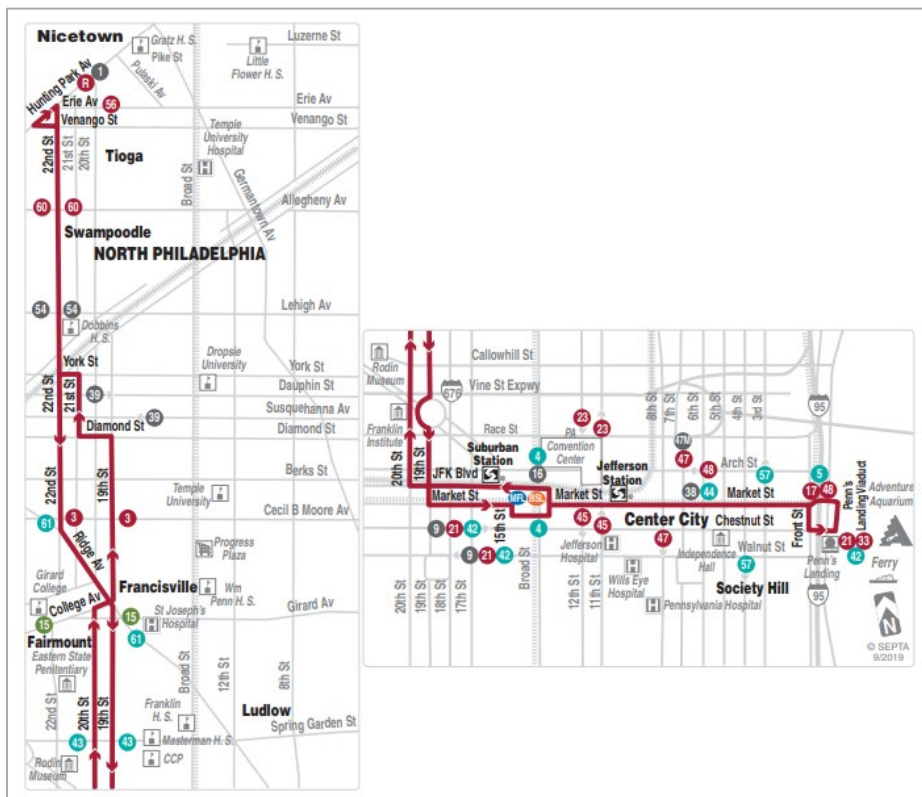 Nicetown
Gratz H. S.
Pike St
Luzerne St
Little
Flower H. S.
Hunting Park Av
R
1
Pulaski Av
Erie Av
56
Erie Av
Venango St
Venango St
22nd St
21st St
20th St
Tioga
Temple
University
Hospital
Broad St
Germantown Av
Allegheny Av
60
60
Swampoodle
NORTH PHILADELPHIA
54
54
Lehigh Av
Dobbins
H. S.
Dropsie
University
York St
York St
22nd St
21st St
39
Dauphin St
39
Susquehanna Av
Diamond St
Diamond St
22nd St
19th St
Berks St
Temple
University
Cecil B Moore Av
61
3
3
Ridge Av
Progress
Plaza
Girard
College
College Av
Francisville
Wm
Penn H. S.
15
15
St Joseph's
Hospital
Girard Av
61
Fairmount
Eastern State
Penitentiary
Broad St
12th St
8th St
22nd St
20th St
19th St
Franklin
H. S.
Ludlow
Spring Garden St
43
43
Masterman H. S.
CCP
Rodin
Museum
Rodin
Museum
Callowhill St
676
Vine St Expwy
8th St
7th St
6th St
5th St
4th St
3rd St
95
Franklin
Institute
Race St
23
23
PA
Convention
Center
47M
47
20th St
19th St
Suburban
Station
4
16
Jefferson
Station
48
Arch St
57
5
JFK Blvd
Market St
MFL
BSL
Market St
38
44
Market St
17
48
Penn's
Landing Viaduct
Adventure
Aquarium
9
21
42
15th St
4
45
45
Center City
Chestnut St
Front St
9
21
42
Broad St
Jefferson
Hospital
47
Independence
Hall
Walnut St
57
Penn's
Landing
21
33
42
Ferry
20th St
19th St
18th St
17th St
12th St
11th St
Wills Eye
Hospital
Pennsylvania Hospital
Society Hill
95
N
© SEPTA
9/2019